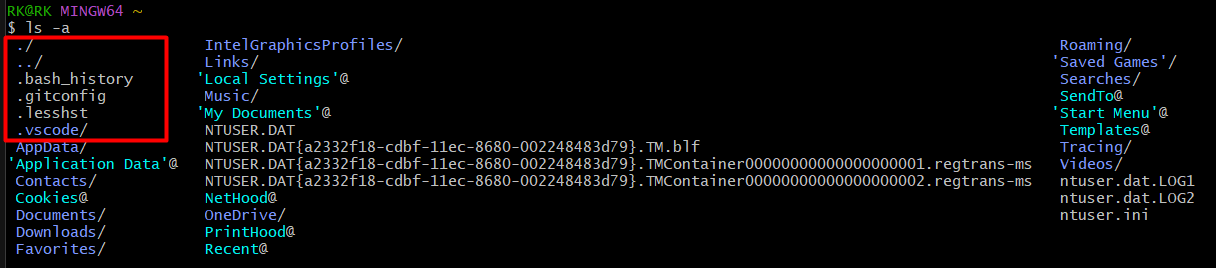 RK@RK MINGW64 ~
$ ls -a
./ IntelGraphicsProfiles/ Roaming/
../ Links/ 'Saved Games'/
.bash_history 'Local Settings'@ Searches/
.gitconfig Music/ SendTo@
.lesshst 'My Documents'@ 'Start Menu'@
.vscode/ NTUSER.DAT Templates@
AppData/ NTUSER.DAT{a2332f18-cdbf-11ec-8680-002248483d79}.TM.blf Tracing/
'Application Data'@ NTUSER.DAT{a2332f18-cdbf-11ec-8680-002248483d79}.TMContainer00000000000000000001.regtrans-ms Videos/
Contacts/ NTUSER.DAT{a2332f18-cdbf-11ec-8680-002248483d79}.TMContainer00000000000000000002.regtrans-ms ntuser.dat.LOG1
Cookies@ NetHood@ ntuser.dat.LOG2
Documents/ OneDrive/ ntuser.ini
Downloads/ PrintHood@
Favorites/ Recent@